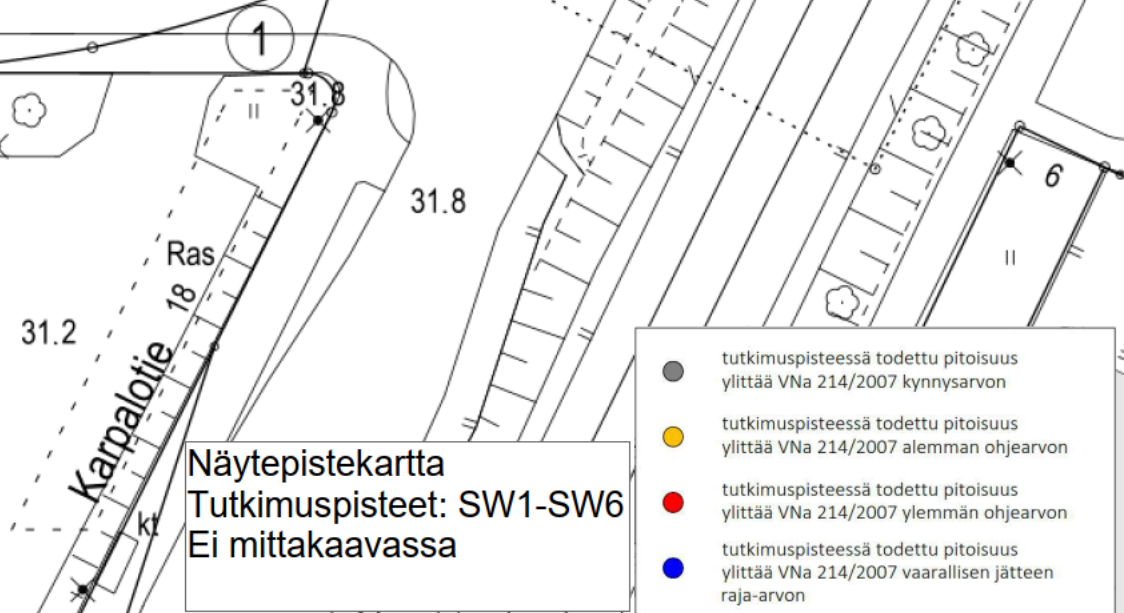 1
31.8
II
31.8
6
II
Ras
18
31.2
Karpalotie
kt
Näytepistekartta
Tutkimuspisteet: SW1-SW6
Ei mittakaavassa
tutkimuspisteessä todettu pitoisuus
ylittää VNa 214/2007 kynnysarvon
tutkimuspisteessä todettu pitoisuus
ylittää VNa 214/2007 alemman ohjearvon
tutkimuspisteessä todettu pitoisuus
ylittää VNa 214/2007 ylemmän ohjearvon
tutkimuspisteessä todettu pitoisuus
ylittää VNa 214/2007 vaarallisen jätteen
raja-arvon